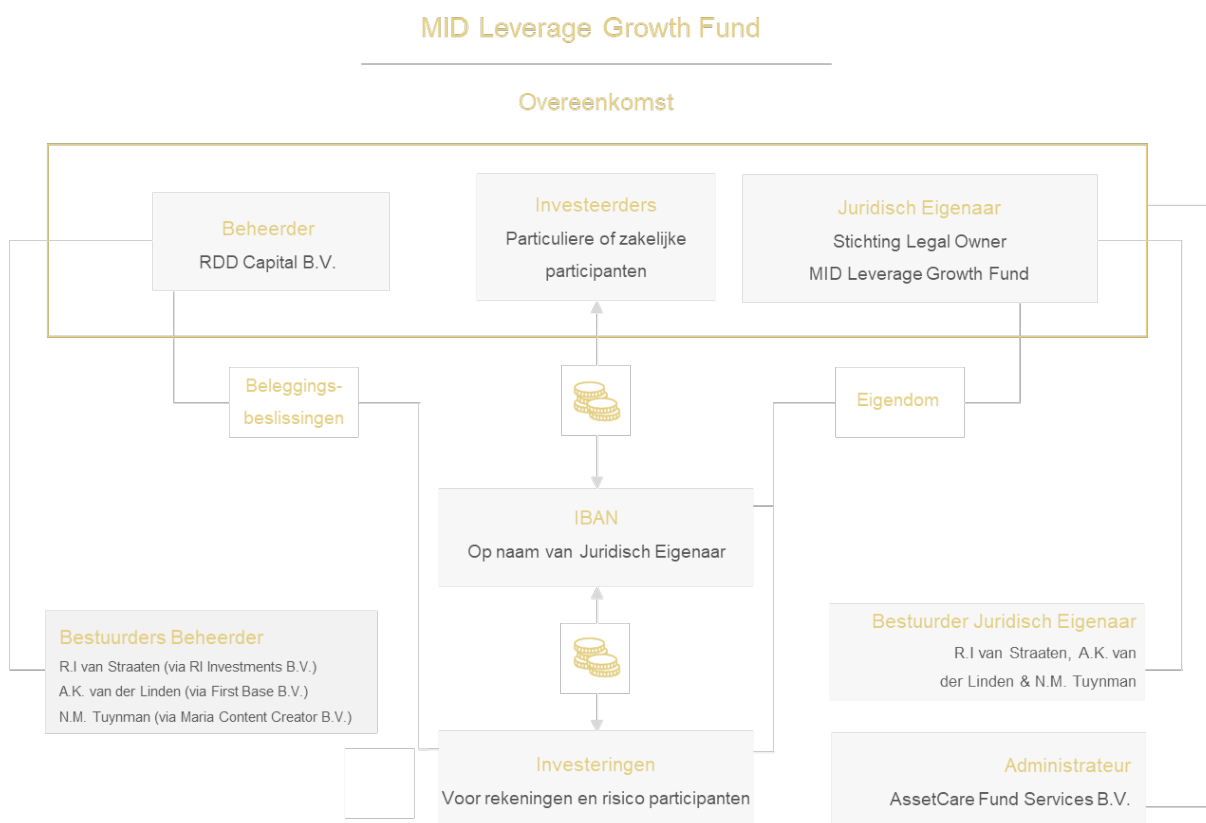 MID Leverage Growth Fund
Overeenkomst
Beheerder
RDD Capital B.V.
Investeerders
Particuliere of zakelijke
participanten
Juridisch Eigenaar
Stichting Legal Owner
MID Leverage Growth Fund
Beleggings-
beslissingen
Eigendom
IBAN
Op naam van Juridisch Eigenaar
Bestuurders Beheerder
R.I van Straaten (via RI Investments B.V.)
A.K. van der Linden (via First Base B.V.)
N.M. Tuynman (via Maria Content Creator B.V.)
Bestuurder Juridisch Eigenaar
R.I van Straaten, A.K. van
der Linden & N.M. Tuynman
Investeringen
Voor rekeningen en risico participanten
Administrateur
AssetCare Fund Services B.V.